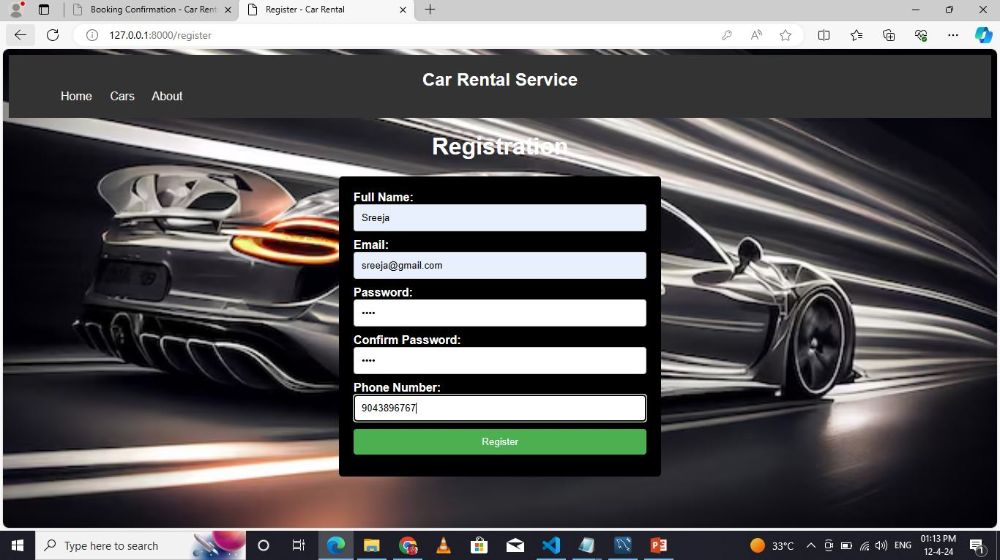 Booking Confirmation - Car Renta
Register - Car Rental
127.0.0.1:8000/register
Car Rental Service
Home Cars About
Registration
Full Name:
Sreeja
Email:
sreeja@gmail.com
Password:
••••
Confirm Password:
••••
Phone Number:
9043896767
Register
Type here to search
33°C
ENG
01:13 PM
12-4-24
1